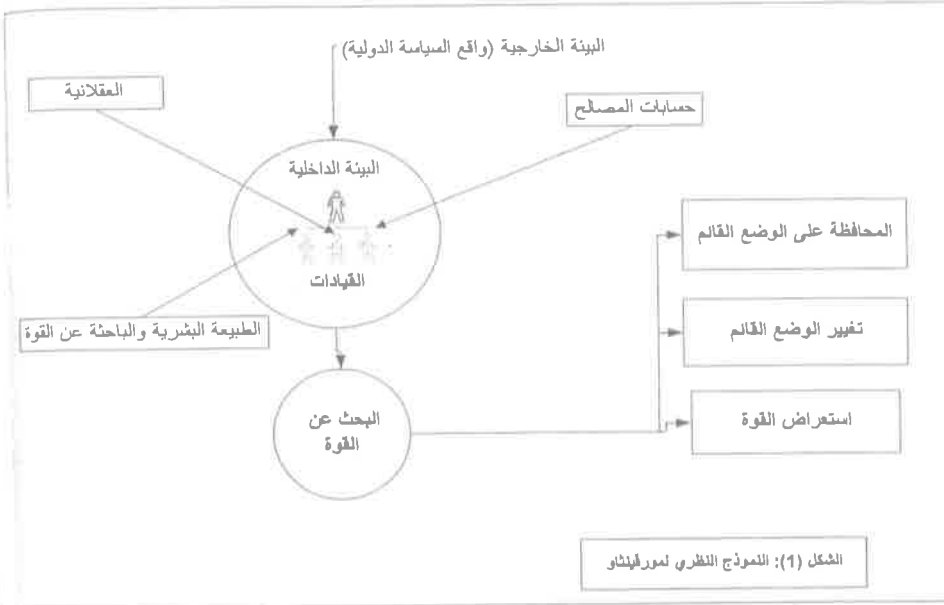 البيئة الخارجية (واقع السياسة الدولية)
العقلانية
حسابات المصالح
البيئة الداخلية
القيادات
المحافظة على الوضع القائم
الطبيعة البشرية والباحثة عن القوة
تغيير الوضع القائم
البحث عن
القوة
استعراض القوة
الشكل (1): النموذج النظري لمورقينثاو